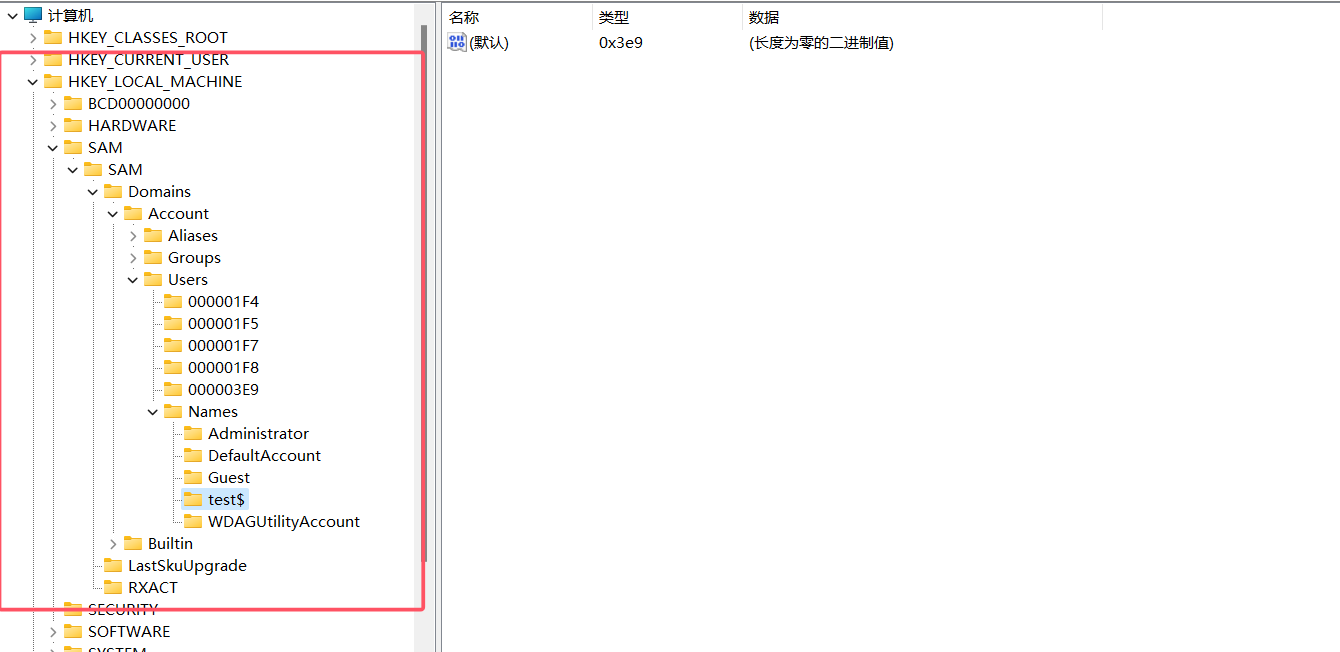 计算机
HKEY_CLASSES_ROOT
HKEY_CURRENT_USER
HKEY_LOCAL_MACHINE
BCD00000000
HARDWARE
SAM
SAM
Domains
Account
Aliases
Groups
Users
000001F4
000001F5
000001F7
000001F8
000003E9
Names
Administrator
DefaultAccount
Guest
test$
WDAGUtilityAccount
Builtin
LastSkuUpgrade
RXACT
SECURITY
SOFTWARE
SYSTEM
名称 类型 数据
(默认) 0x3e9 (长度为零的二进制值)